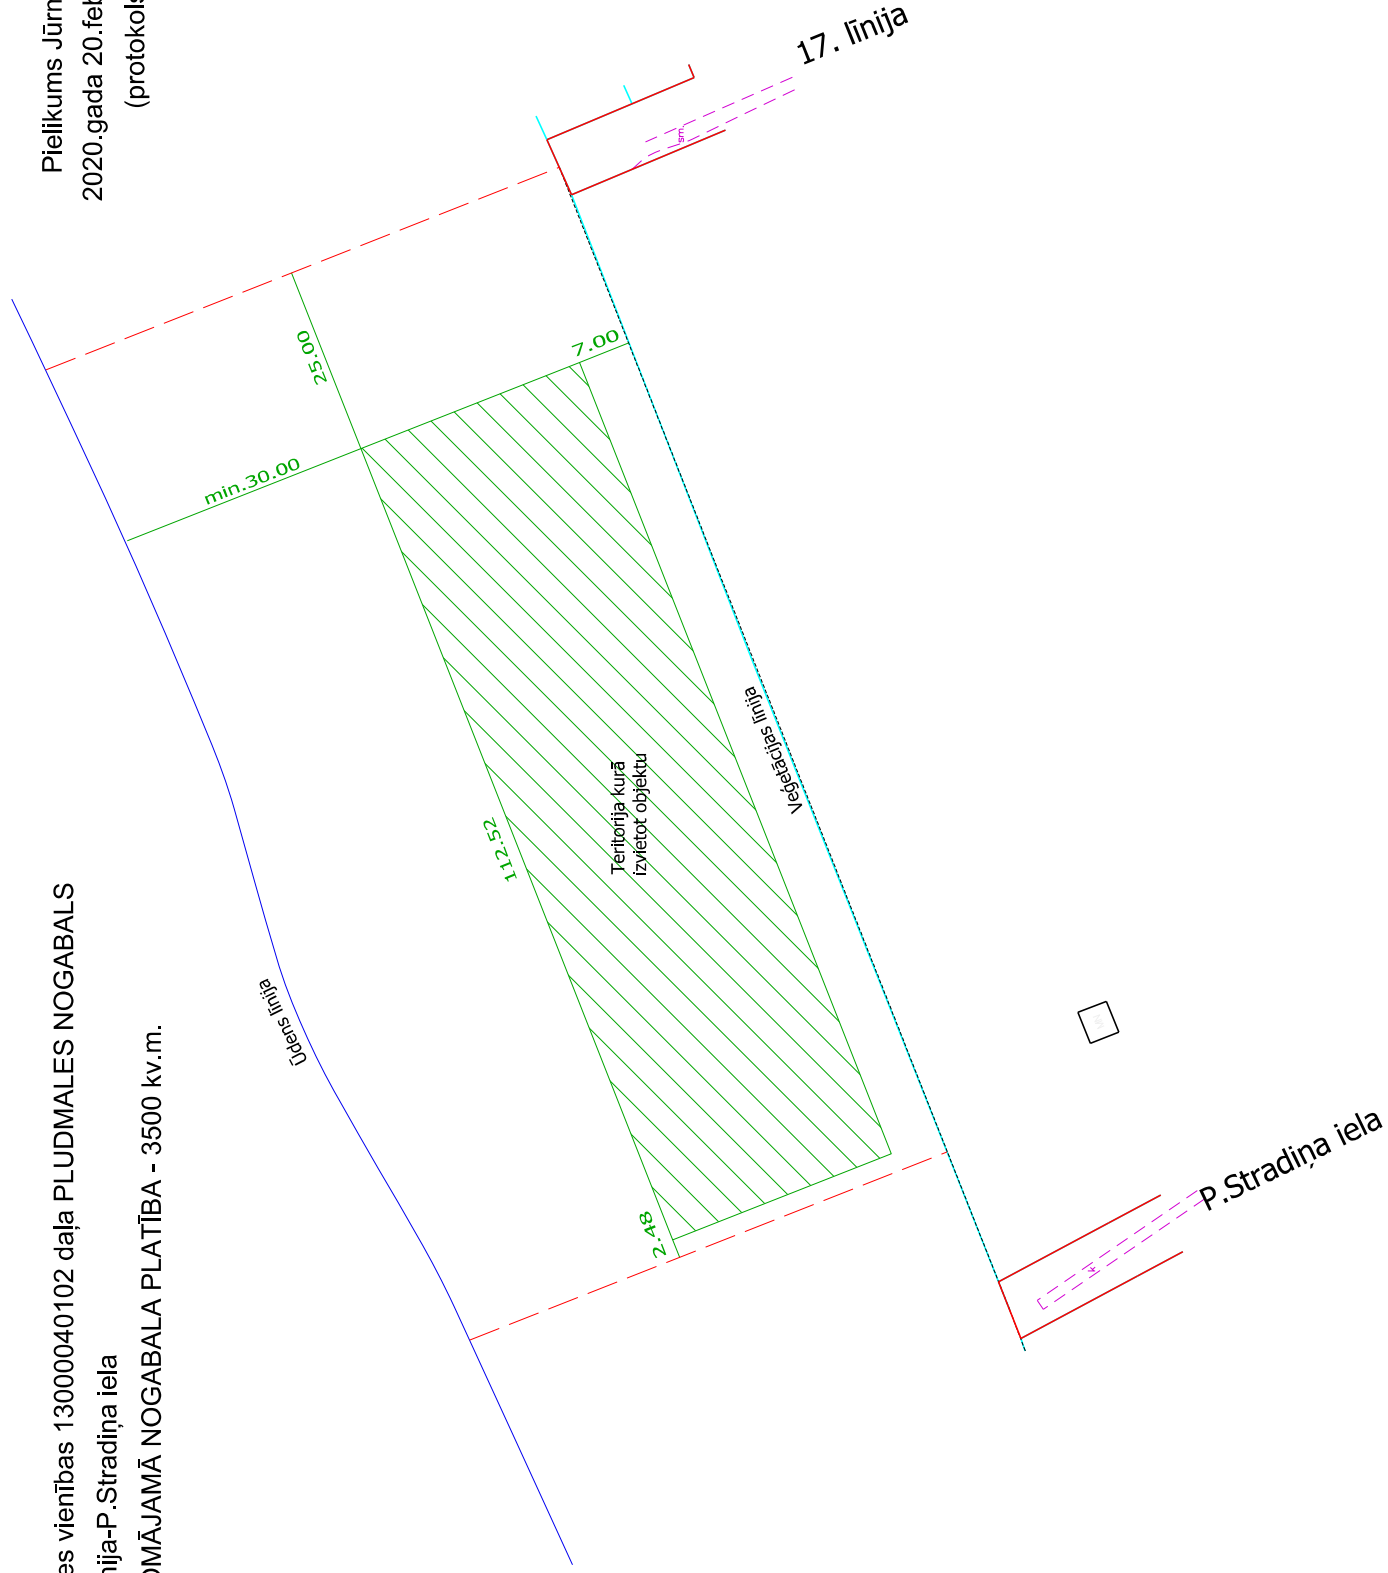 Pielikums Jūrn
2020.gada 20.feb
(protokols
es vienības 13000040102 daļa PLUDMALES NOGABALS
nija-P.Stradiņa iela
OMĀJAMĀ NOGABALA PLATĪBA - 3500 kv.m.
17. līnija
sm.
25.00
7.00
min.30.00
Veģetācijas līnija
Teritorija kurā
izvietot objektu
112.52
Ūdens līnija
2.48
P.Stradiņa iela